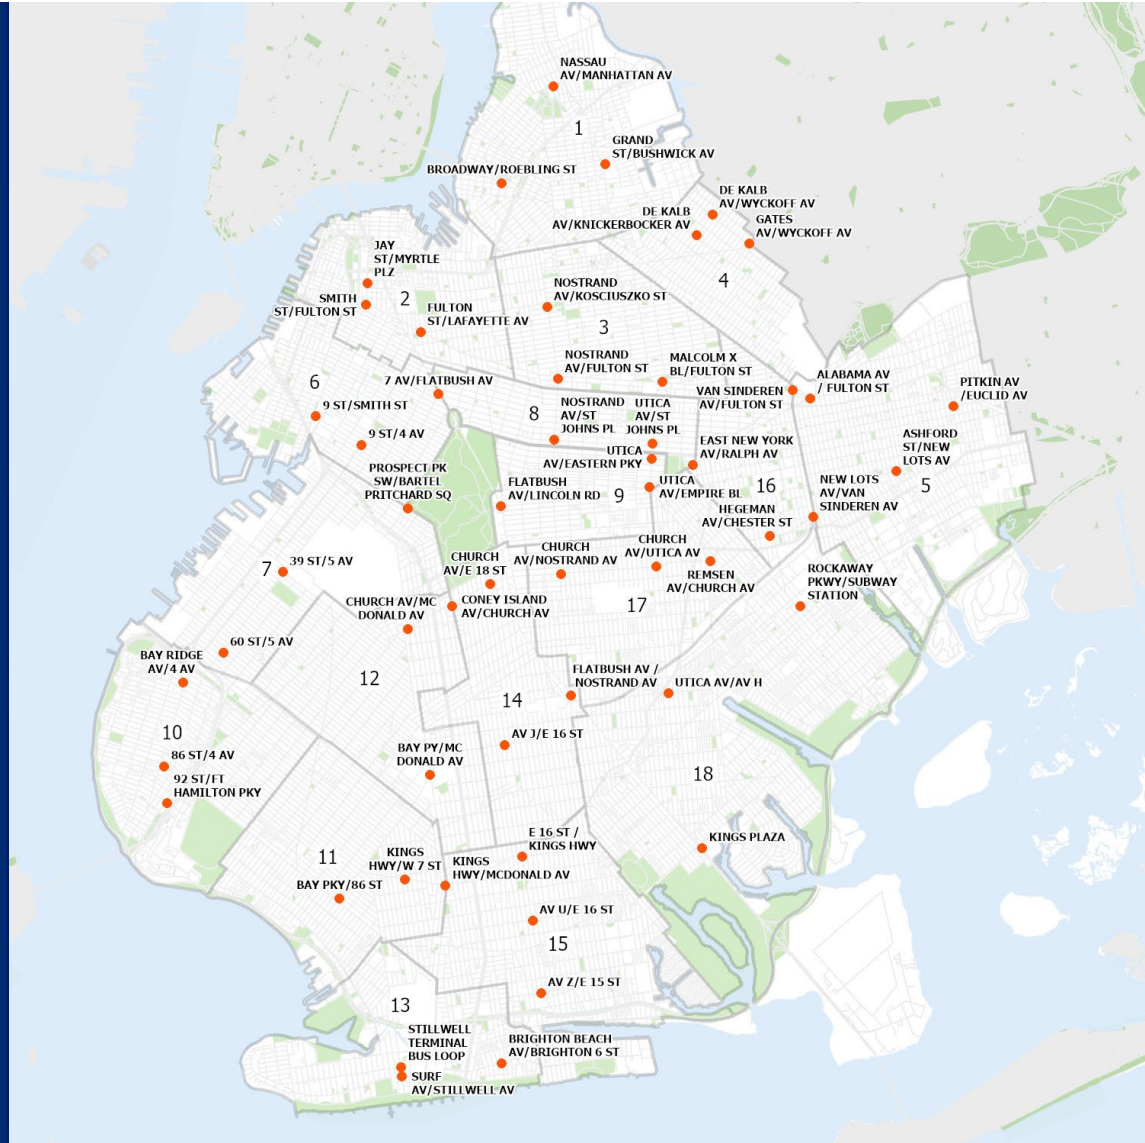 NASSAU
AV/MANHATTAN AV
1
GRAND
ST/BUSHWICK AV
BROADWAY/ROEBLING ST
DE KALB
AV/WYCKOFF AV
DE KALB
AV/KNICKERBOCKER AV
GATES
AV/WYCKOFF AV
JAY
ST/MYRTLE
PLZ
4
SMITH
ST/FULTON ST
2
FULTON
ST/LAFAYETTE AV
NOSTRAND
AV/KOSCIUSZKO ST
3
NOSTRAND
AV/FULTON ST
MALCOLM X
BL/FULTON ST
7 AV/FLATBUSH AV
6
VAN SINDEREN
AV/FULTON ST
ALABAMA AV
/ FULTON ST
PITKIN AV
/EUCLID AV
9 ST/SMITH ST
8
NOSTRAND
AV/ST
JOHNS PL
UTICA
AV/ST
JOHNS PL
9 ST/4 AV
UTICA
AV/EASTERN PKY
EAST NEW YORK
AV/RALPH AV
ASHFORD
ST/NEW
LOTS AV
PROSPECT PK
SW/BARTEL
PRITCHARD SQ
FLATBUSH
AV/LINCOLN RD
9
UTICA
AV/EMPIRE BL
16
NEW LOTS
AV/VAN
SINDEREN AV
5
HEGEMAN
AV/CHESTER ST
7
39 ST/5 AV
CHURCH
AV/E 18 ST
CHURCH
AV/NOSTRAND AV
CHURCH
AV/UTICA AV
REMSEN
AV/CHURCH AV
ROCKAWAY
PKWY/SUBWAY
STATION
CHURCH AV/MC
DONALD AV
CONEY ISLAND
AV/CHURCH AV
17
60 ST/5 AV
BAY RIDGE
AV/4 AV
12
14
FLATBUSH AV /
NOSTRAND AV
UTICA AV/AV H
10
86 ST/4 AV
92 ST/FT
HAMILTON PKY
BAY PY/MC
DONALD AV
AV J/E 16 ST
18
KINGS PLAZA
11
KINGS
HWY/W 7 ST
KINGS
HWY/MCDONALD AV
E 16 ST /
KINGS HWY
BAY PKY/86 ST
AV U/E 16 ST
15
AV Z/E 15 ST
13
STILLWELL
TERMINAL
BUS LOOP
BRIGHTON BEACH
AV/BRIGHTON 6 ST
SURF
AV/STILLWELL AV